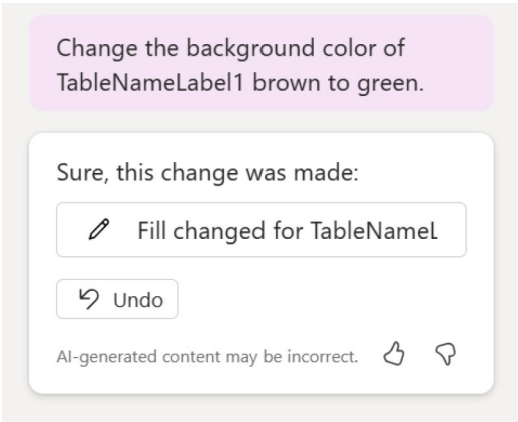 Change the background color of
TableNameLabel1 brown to green.
Sure, this change was made:
Fill changed for TableNameL
Undo
AI-generated content may be incorrect.